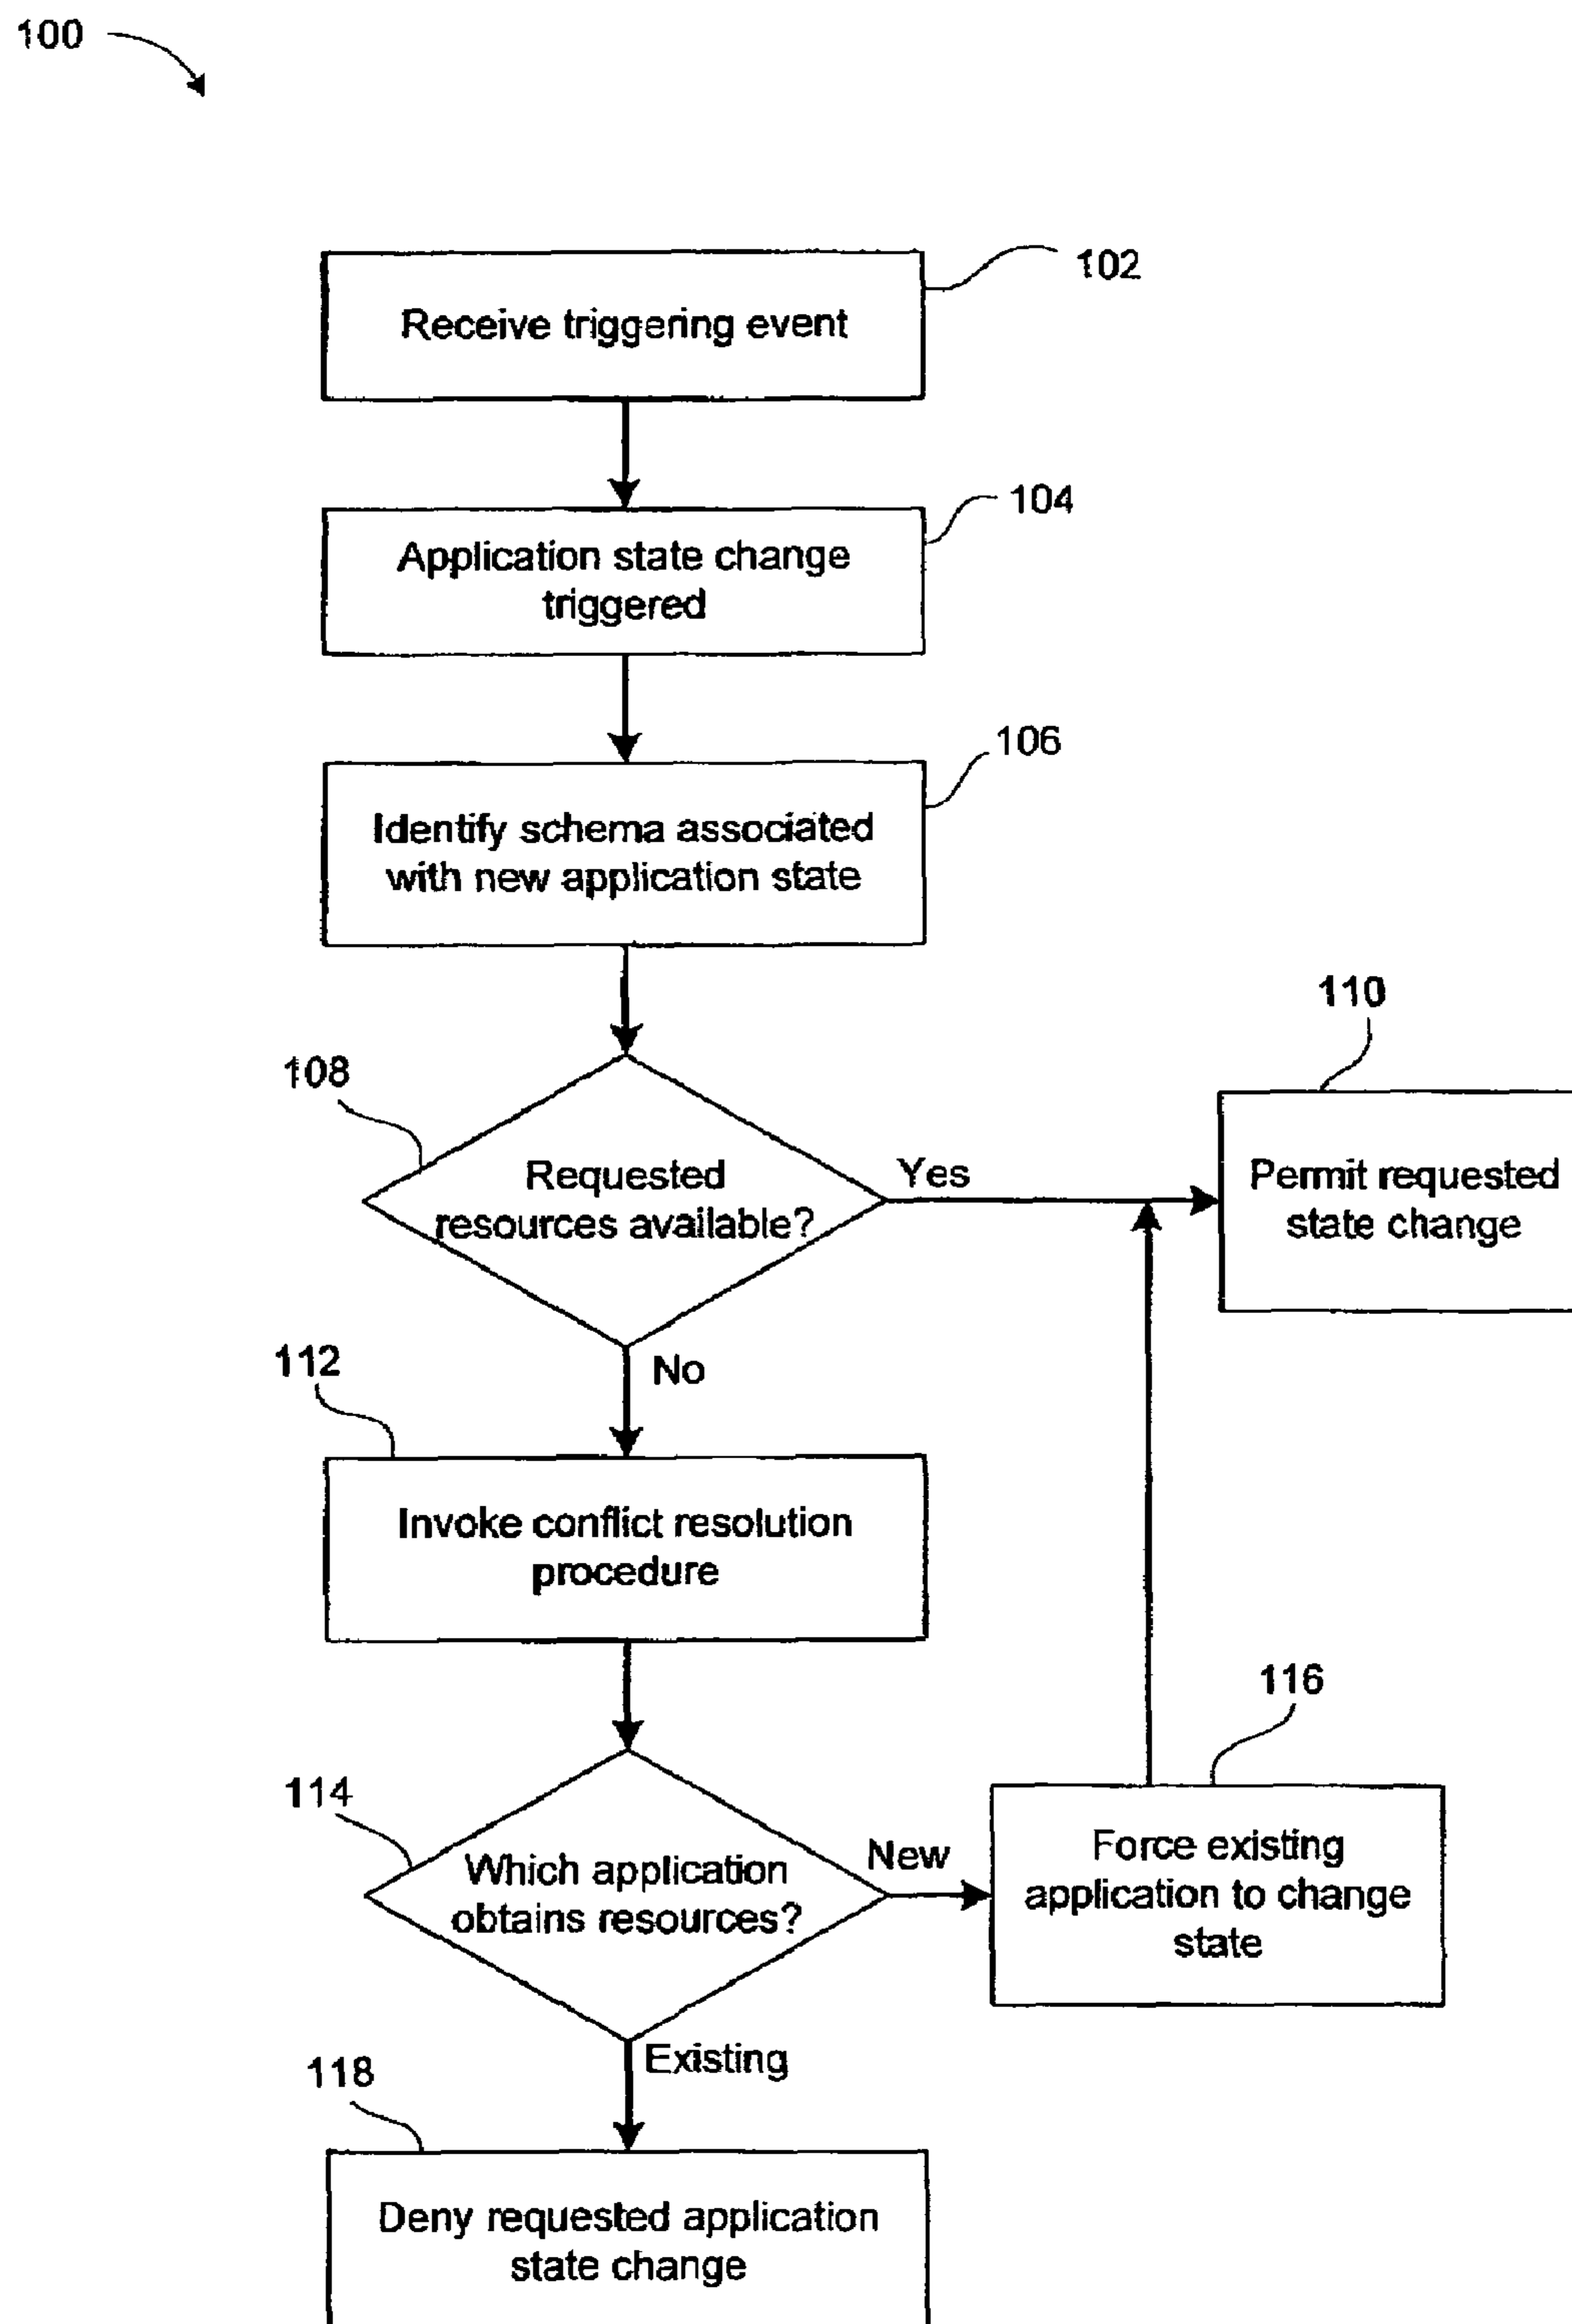 100
102
Receive triggering event
104
Application state change
triggered
106
Identify schema associated
with new application state
110
108
Requested
resources available?
Yes
Permit requested
state change
No
112
Invoke conflict resolution
procedure
116
114
Which application
obtains resources?
New
Force existing
application to change
state
Existing
118
Deny requested application
state change